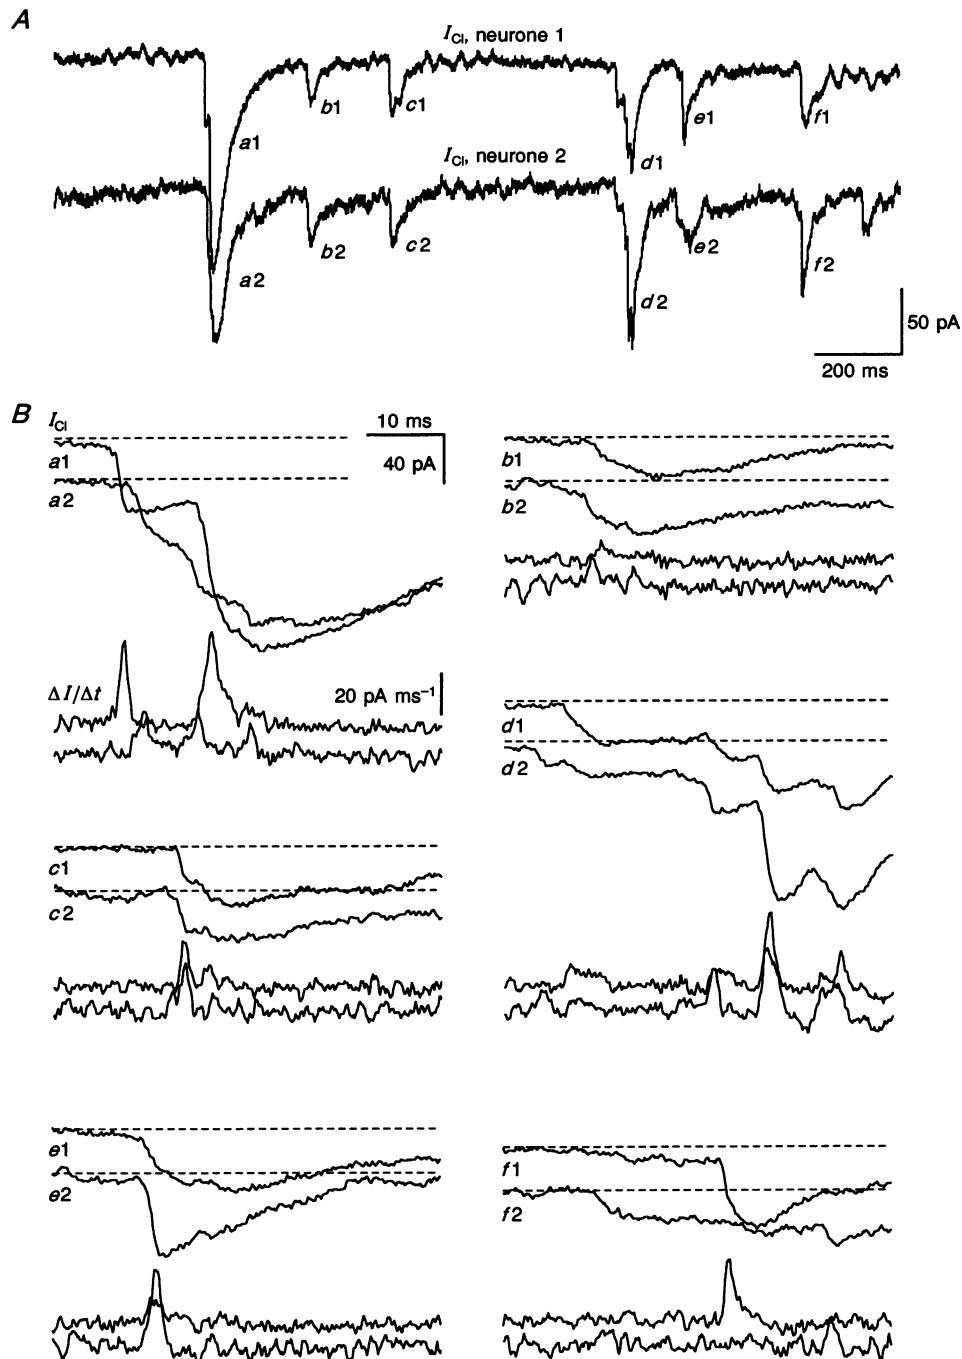 A
I_Cl, neurone 1
b1
c1
a1
e1
f1
d1
I_Cl, neurone 2
b2
c2
a2
e2
f2
d2
50 pA
200 ms
B
I_Cl
10 ms
40 pA
a1
a2
b1
b2
ΔI/Δt
20 pA ms⁻¹
d1
d2
c1
c2
e1
e2
f1
f2